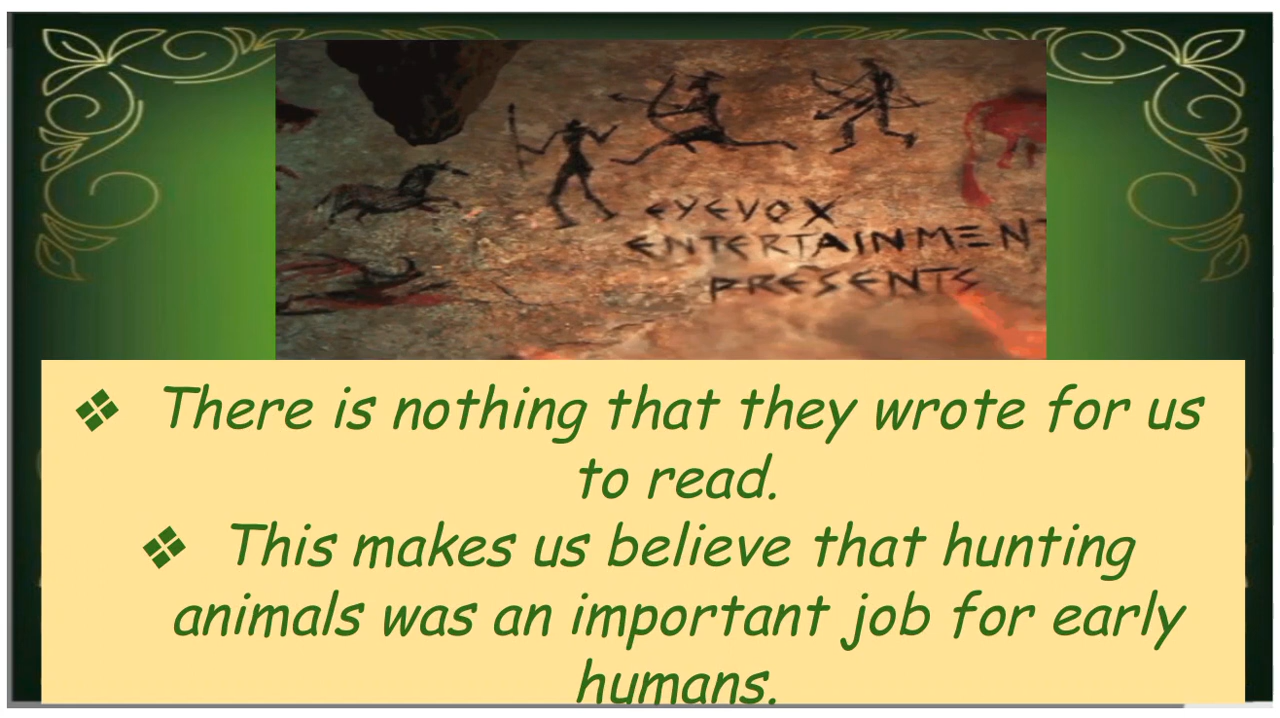 EYEVOX
ENTERTAINMENT
PRESENTS
❖ There is nothing that they wrote for us
to read.
❖ This makes us believe that hunting
animals was an important job for early
humans.